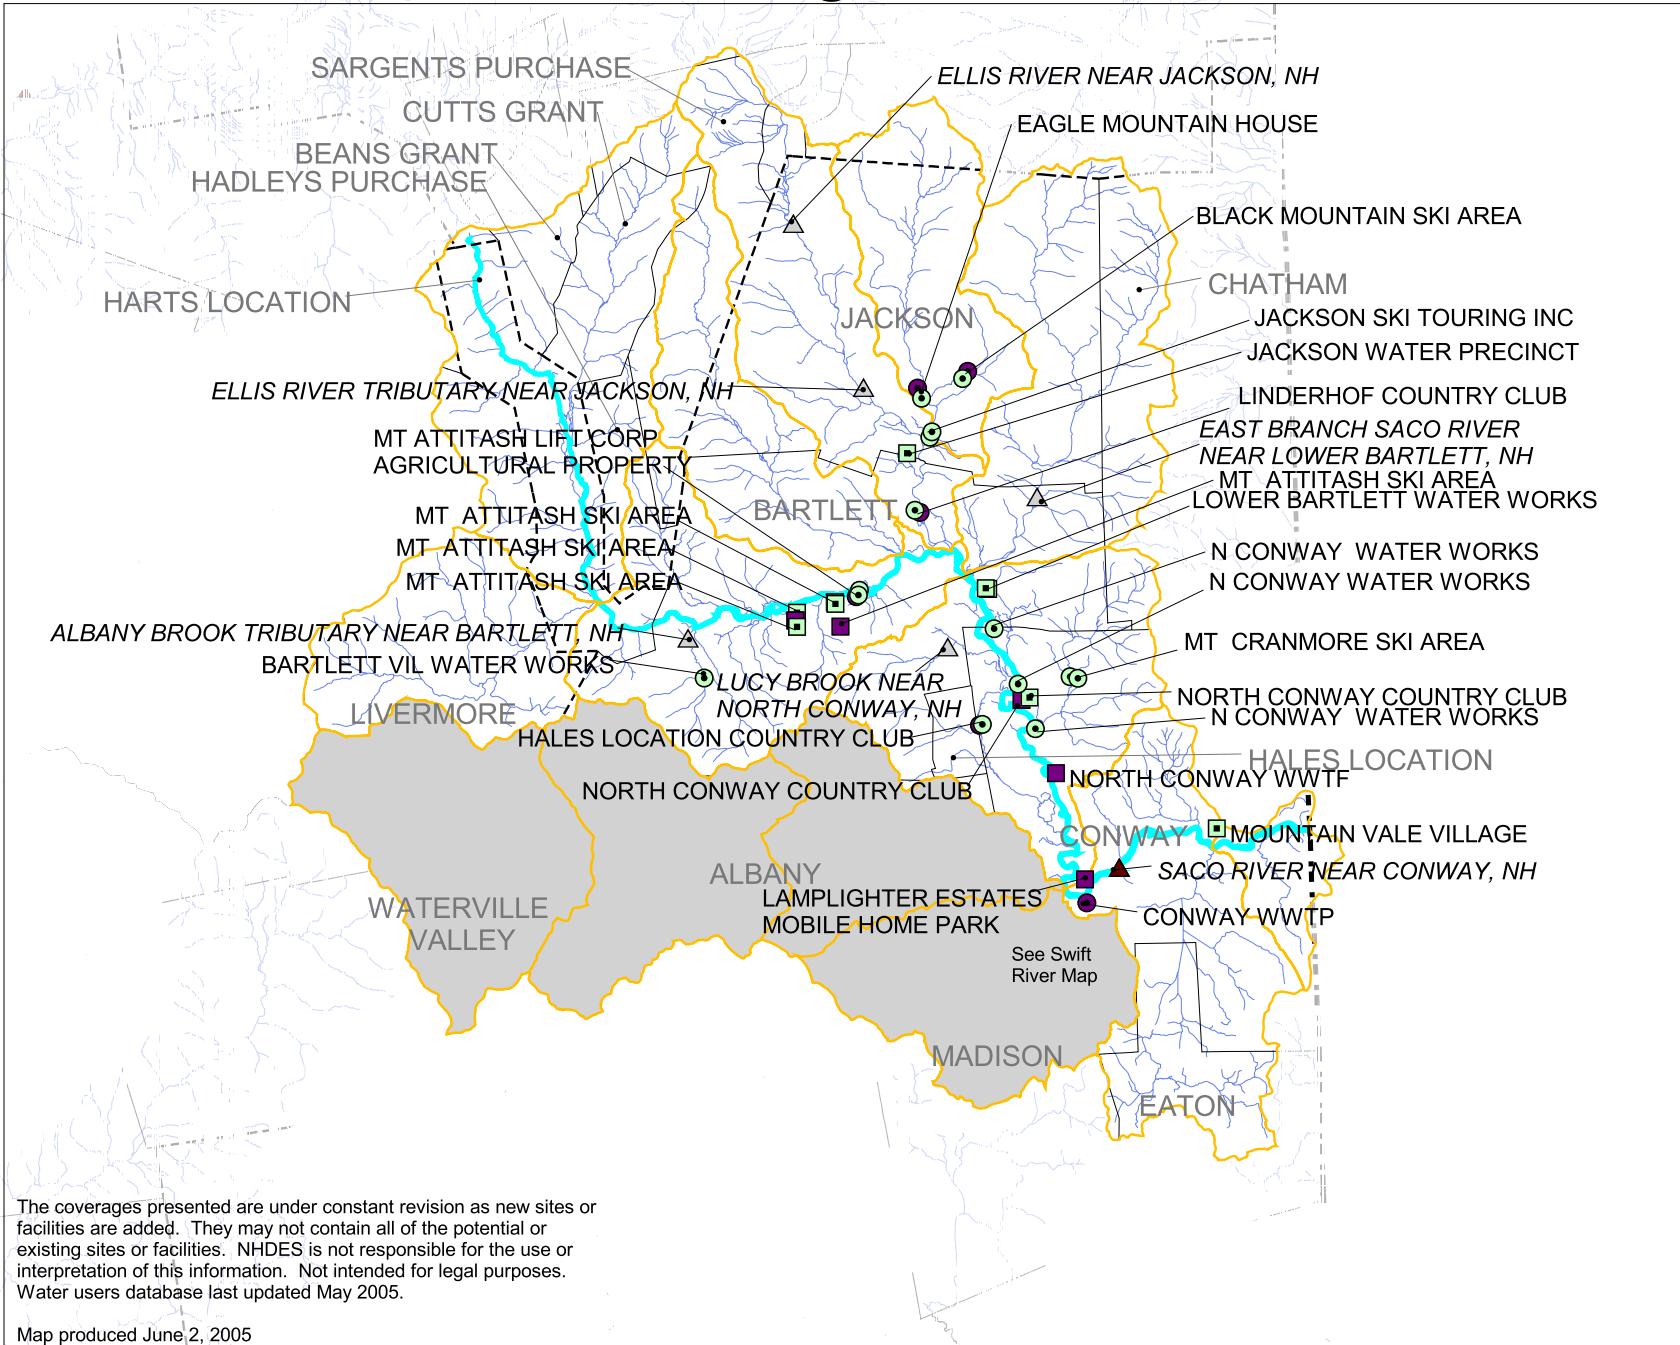 SARGENTS PURCHASE
ELLIS RIVER NEAR JACKSON, NH
CUTTS GRANT
EAGLE MOUNTAIN HOUSE
BEANS GRANT
HADLEYS PURCHASE
BLACK MOUNTAIN SKI AREA
CHATHAM
HARTS LOCATION
JACKSON
JACKSON SKI TOURING INC
JACKSON WATER PRECINCT
ELLIS RIVER TRIBUTARY NEAR JACKSON, NH
LINDERHOF COUNTRY CLUB
EAST BRANCH SACO RIVER
NEAR LOWER BARTLETT, NH
MT ATTITASH LIFT CORP
AGRICULTURAL PROPERTY
MT  ATTITASH SKI AREA
LOWER BARTLETT WATER WORKS
BARTLETT
MT  ATTITASH SKI AREA
MT  ATTITASH SKI AREA
MT  ATTITASH SKI AREA
N CONWAY  WATER WORKS
N CONWAY WATER WORKS
ALBANY BROOK TRIBUTARY NEAR BARTLETT, NH
BARTLETT VIL WATER WORKS
MT  CRANMORE SKI AREA
LUCY BROOK NEAR
NORTH CONWAY, NH
NORTH CONWAY COUNTRY CLUB
N CONWAY  WATER WORKS
LIVERMORE
HALES LOCATION COUNTRY CLUB
HALES LOCATION
NORTH CONWAY WWTF
NORTH CONWAY COUNTRY CLUB
CONWAY
MOUNTAIN VALE VILLAGE
ALBANY
SACO RIVER NEAR CONWAY, NH
LAMPLIGHTER ESTATES
MOBILE HOME PARK
WATERVILLE
VALLEY
CONWAY WWTP
See Swift
River Map
MADISON
EATON
The coverages presented are under constant revision as new sites or
facilities are added.  They may not contain all of the potential or
existing sites or facilities.  NHDES is not responsible for the use or
interpretation of this information.  Not intended for legal purposes.
Water users database last updated May 2005.
Map produced June 2, 2005